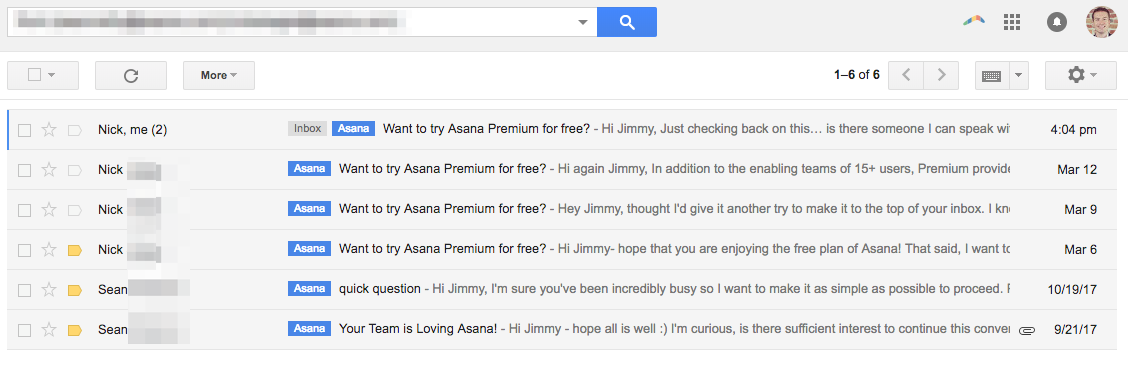 More
1–6 of 6
Nick, me (2) Inbox Asana Want to try Asana Premium for free? - Hi Jimmy, Just checking back on this… is there someone I can speak wi 4:04 pm
Nick Asana Want to try Asana Premium for free? - Hi again Jimmy, In addition to the enabling teams of 15+ users, Premium provide Mar 12
Nick Asana Want to try Asana Premium for free? - Hey Jimmy, thought I'd give it another try to make it to the top of your inbox. I kn Mar 9
Nick Asana Want to try Asana Premium for free? - Hi Jimmy- hope that you are enjoying the free plan of Asana! That said, I want to Mar 6
Sean Asana quick question - Hi Jimmy, I'm sure you've been incredibly busy so I want to make it as simple as possible to proceed. 10/19/17
Sean Asana Your Team is Loving Asana! - Hi Jimmy - hope all is well :) I'm curious, is there sufficient interest to continue this conve 9/21/17